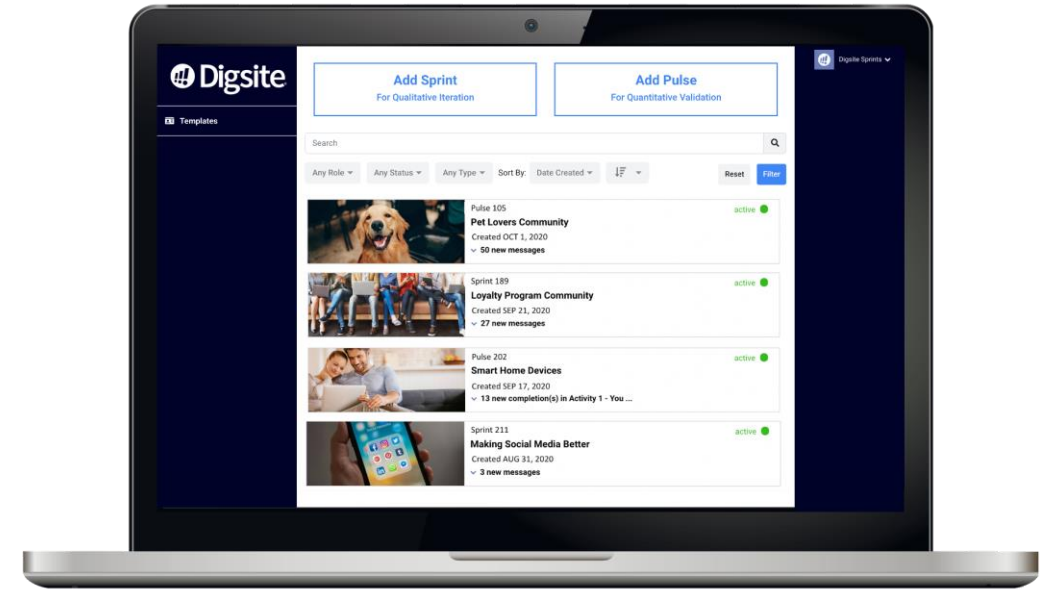 Digsite
Templates
Add Sprint
For Qualitative Iteration
Add Pulse
For Quantitative Validation
Digsite Sprints
Search
Any Role
Any Status
Any Type
Sort By:
Date Created
Reset
Filter
Pulse 105
active
Pet Lovers Community
Created OCT 1, 2020
50 new messages
Sprint 189
active
Loyalty Program Community
Created SEP 21, 2020
27 new messages
Pulse 202
active
Smart Home Devices
Created SEP 17, 2020
13 new completion(s) in Activity 1 - You ...
Sprint 211
active
Making Social Media Better
Created AUG 31, 2020
3 new messages